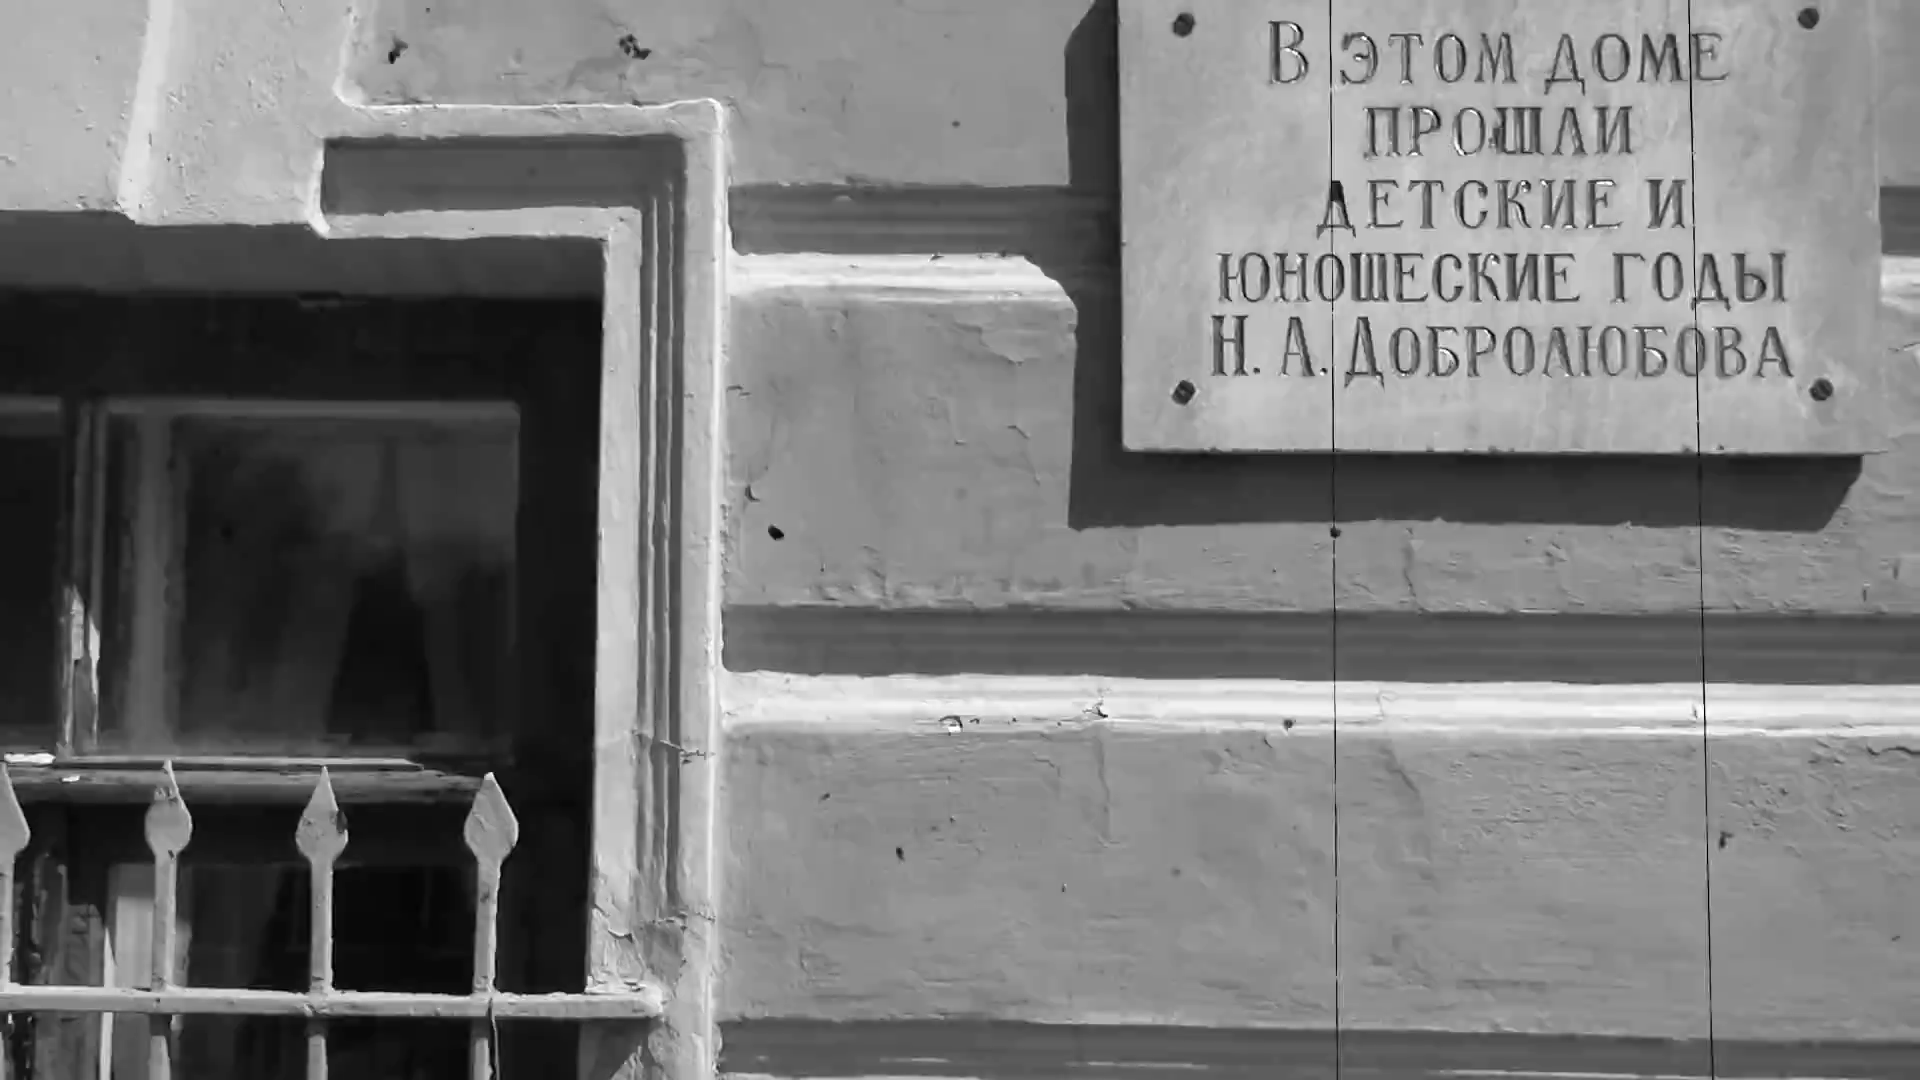 В ЭТОМ ДОМЕ
ПРОШЛИ
ДЕТСКИЕ И
ЮНОШЕСКИЕ ГОДЫ
Н. А. ДОБРОЛЮБОВА